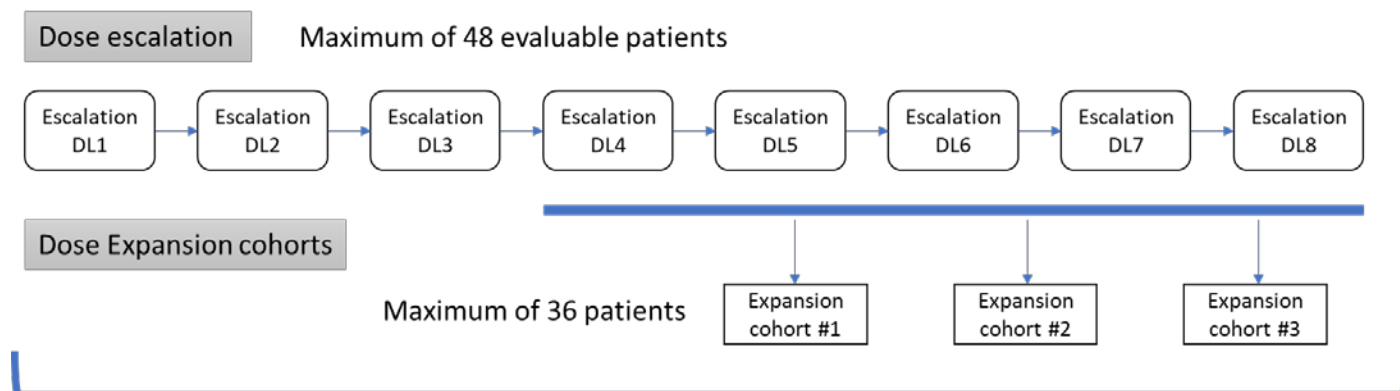 Dose escalation
Maximum of 48 evaluable patients
Escalation
DL1
Escalation
DL2
Escalation
DL3
Escalation
DL4
Escalation
DL5
Escalation
DL6
Escalation
DL7
Escalation
DL8
Dose Expansion cohorts
Maximum of 36 patients
Expansion
cohort #1
Expansion
cohort #2
Expansion
cohort #3